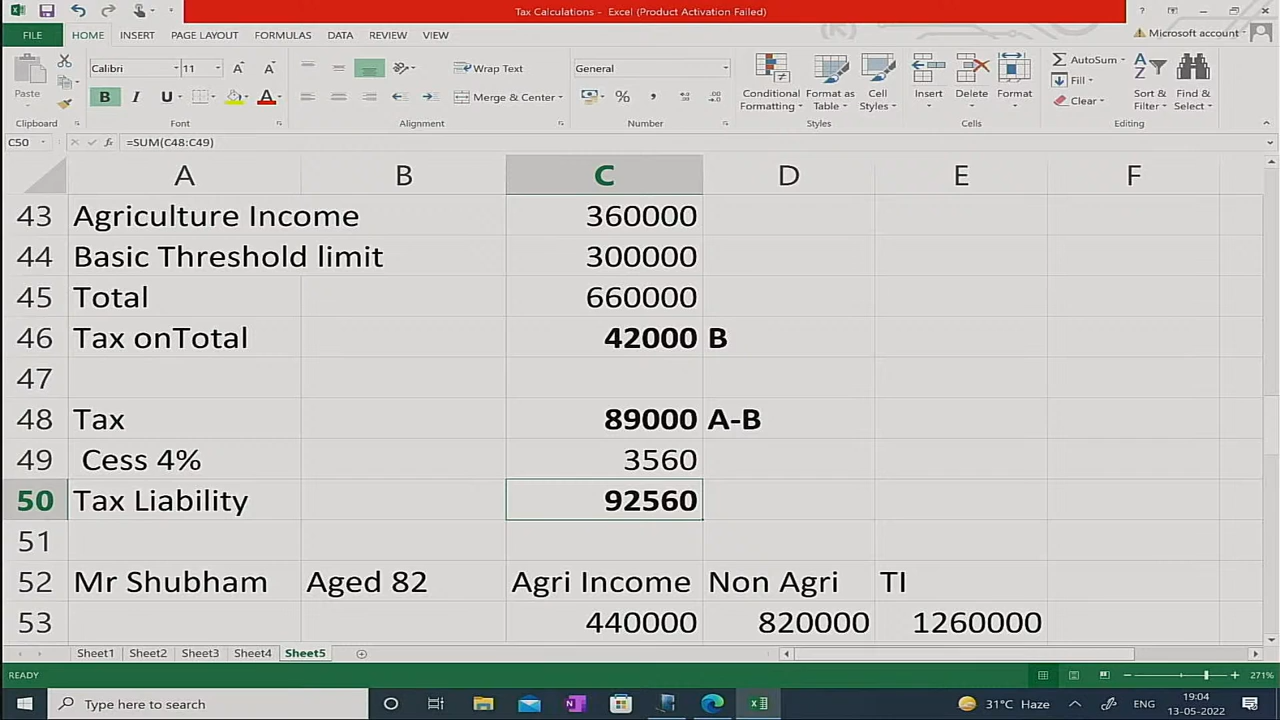 Tax Calculations - Excel (Product Activation Failed)
FILE HOME INSERT PAGE LAYOUT FORMULAS DATA REVIEW VIEW Microsoft account
Paste
Calibri 11
Wrap Text
General
Merge & Center
Conditional Formatting
Format as Table
Cell Styles
Insert
Delete
Format
AutoSum
Fill
Clear
Sort & Filter
Find & Select
Clipboard Font Alignment Number Styles Cells Editing
C50 =SUM(C48:C49)
A B C D E F
43 Agriculture Income 360000
44 Basic Threshold limit 300000
45 Total 660000
46 Tax onTotal 42000 B
47
48 Tax 89000 A-B
49 Cess 4% 3560
50 Tax Liability 92560
51
52 Mr Shubham Aged 82 Agri Income Non Agri TI
53 440000 820000 1260000
Sheet1 Sheet2 Sheet3 Sheet4 Sheet5
READY 271%
Type here to search
31°C Haze ENG 19:04
13-05-2022